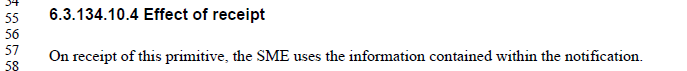 54
55 6.3.134.10.4 Effect of receipt
56
57 On receipt of this primitive, the SME uses the information contained within the notification.
58